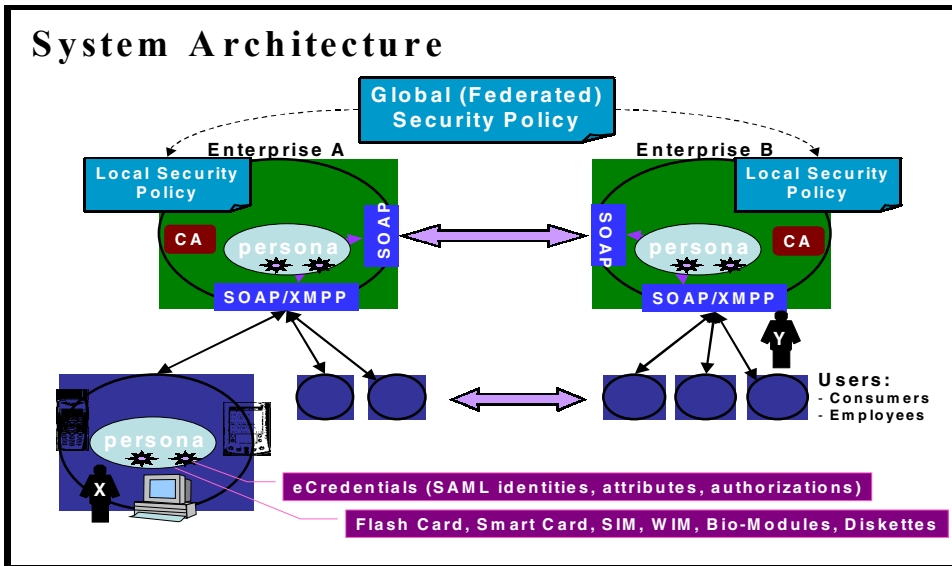 System Architecture
Global (Federated)
Security Policy
Enterprise A
Enterprise B
Local Security
Policy
Local Security
Policy
CA
persona
SOAP
SOAP
persona
CA
SOAP/XMPP
SOAP/XMPP
Y
Users:
- Consumers
- Employees
persona
X
eCredentials (SAML identities, attributes, authorizations)
Flash Card, Smart Card, SIM, WIM, Bio-Modules, Diskettes